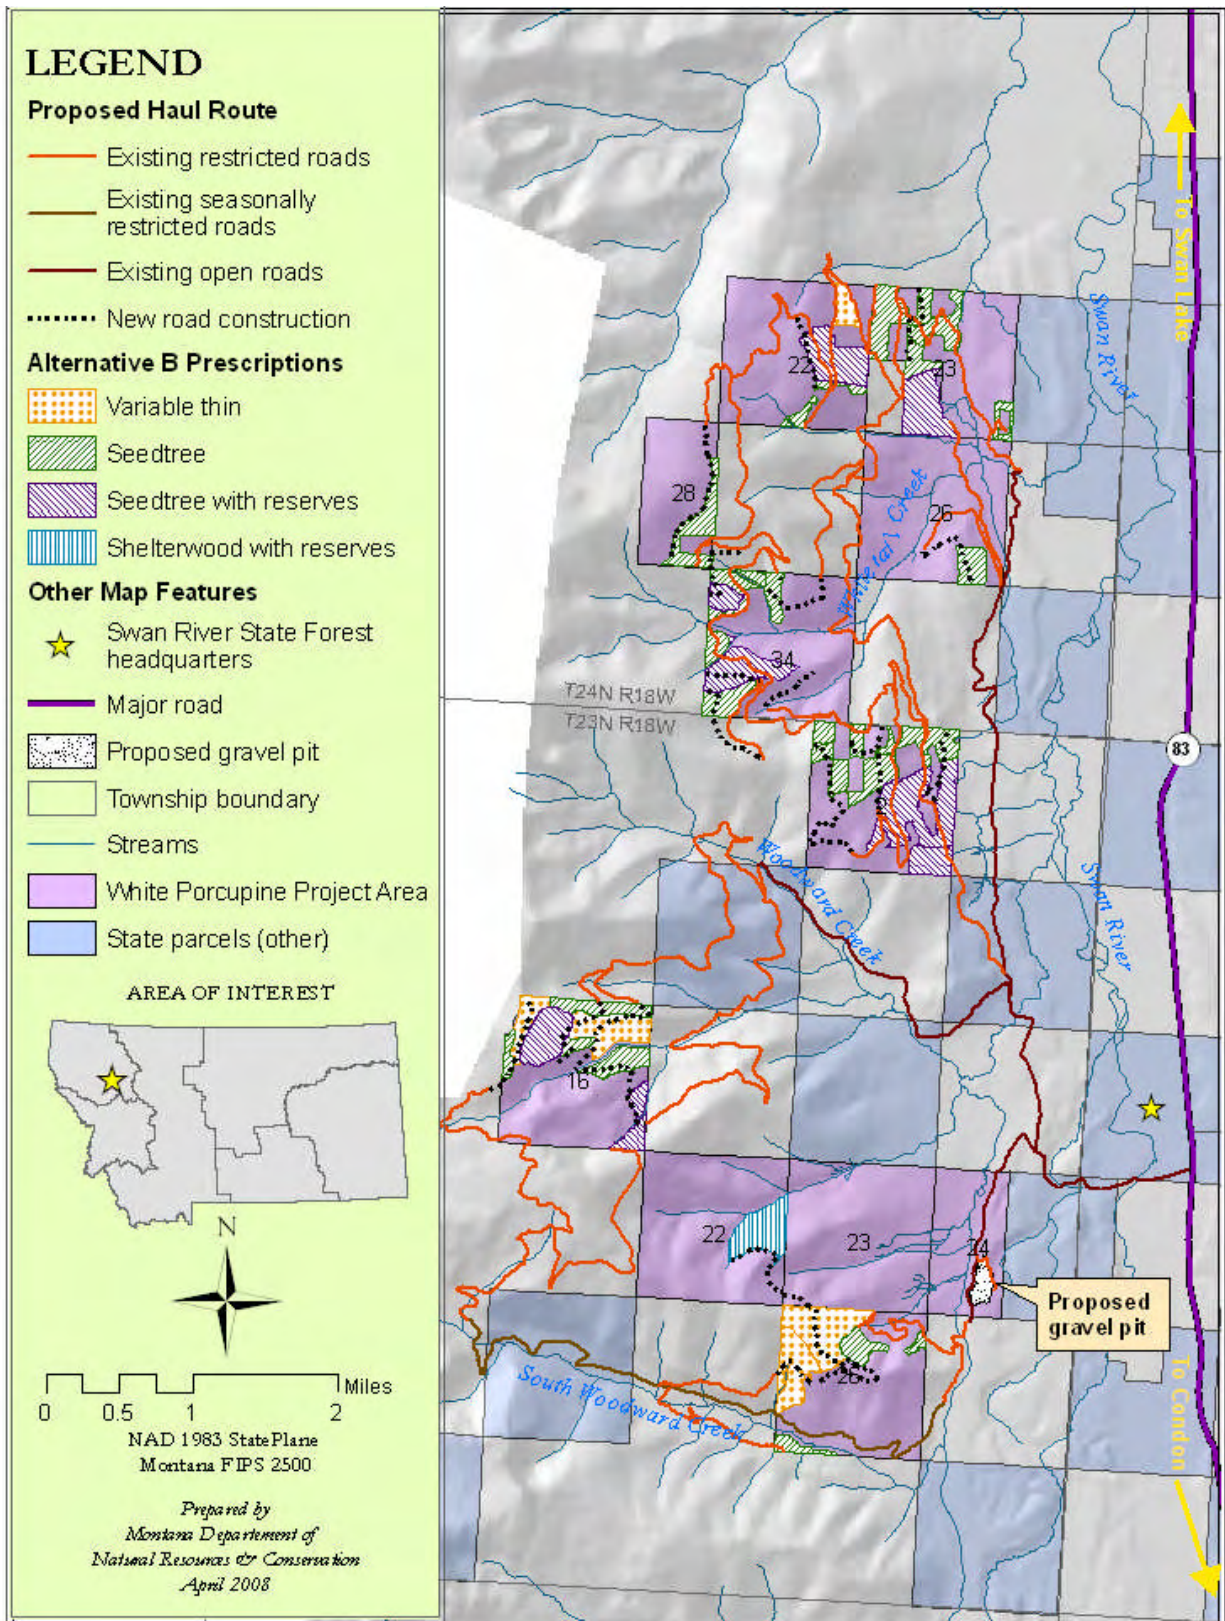 LEGEND
Proposed Haul Route
Existing restricted roads
Existing seasonally
restricted roads
Existing open roads
New road construction
Alternative B Prescriptions
Variable thin
Seedtree
Seedtree with reserves
Shelterwood with reserves
Other Map Features
Swan River State Forest
headquarters
Major road
Proposed gravel pit
Township boundary
Streams
White Porcupine Project Area
State parcels (other)
AREA OF INTEREST
N
Miles
0 0.5 1 2
NAD 1983 StatePlane
Montana FIPS 2500
Prepared by
Montana Departement of
Natural Resources & Conservation
April 2008
To Swan Lake
Swan River
22
23
28
26
Whitetail Creek
34
T24N R18W
T23N R18W
83
Woodward Creek
Swan River
16
22
23
24
Proposed
gravel pit
26
South Woodward Creek
To Condon